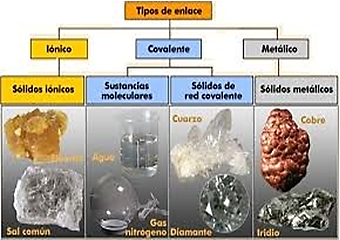 Tipos de enlace
Iónico
Covalente
Metálico
Sólidos iónicos
Sustancias
moleculares
Sólidos de
red covalente
Sólidos metálicos
Agua
Cuarzo
Cobre
Sal común
Gas
nitrógeno
Diamante
Iridio